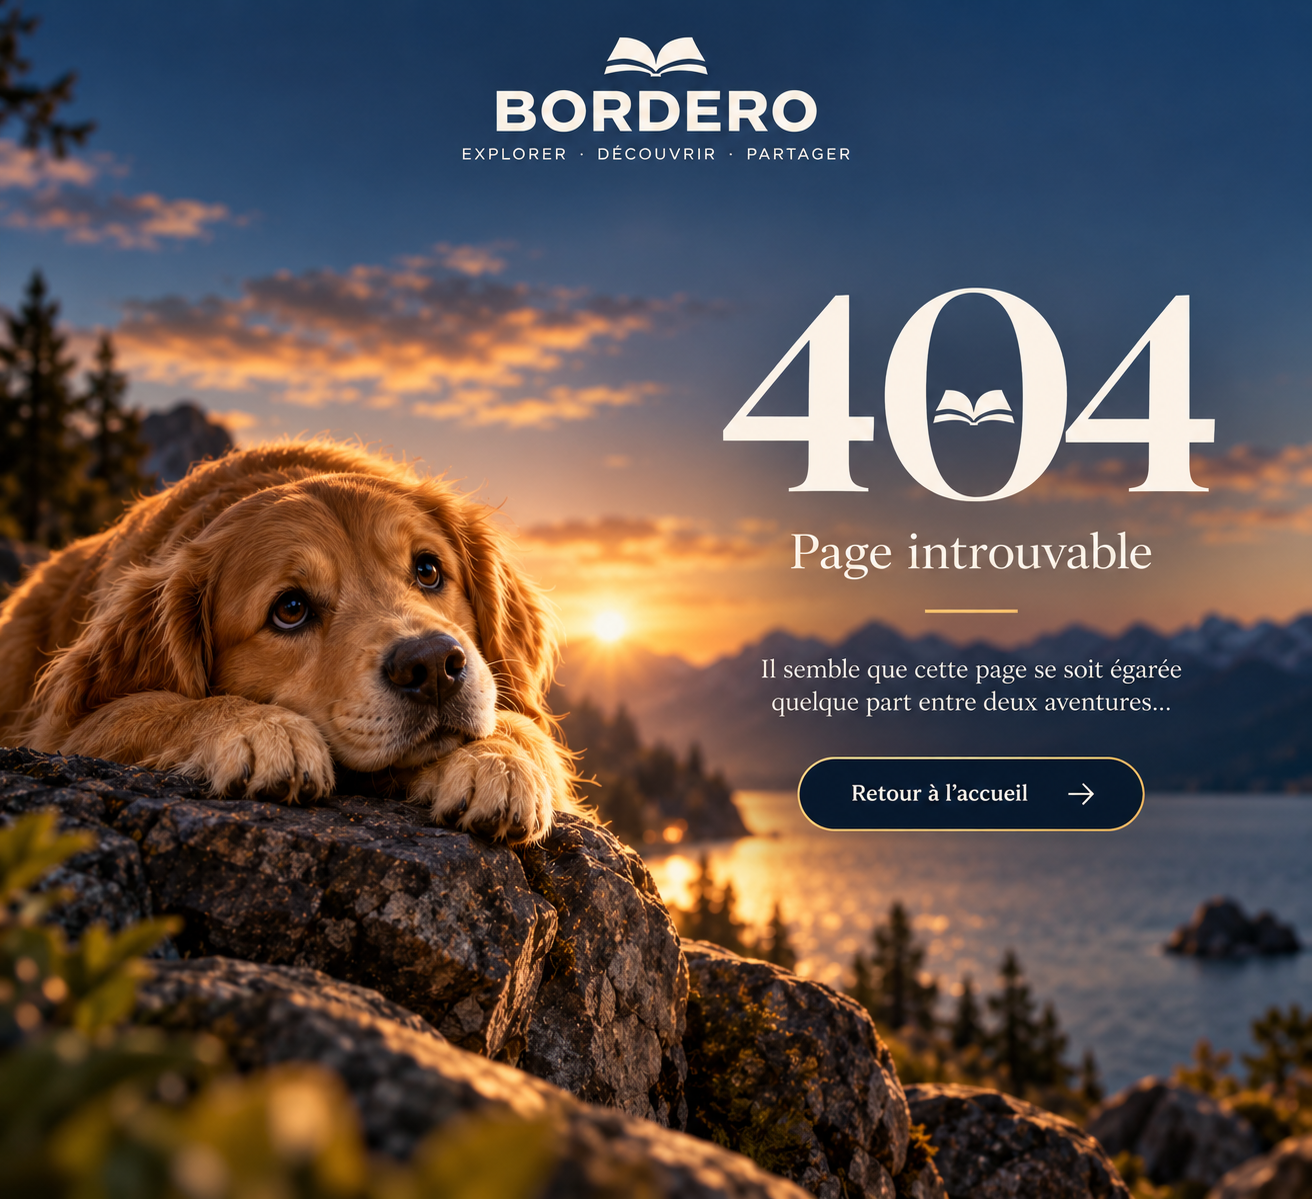 BORDERO
EXPLORER · DÉCOUVRIR · PARTAGER
404
Page introuvable
Il semble que cette page se soit égarée
quelque part entre deux aventures...
Retour à l’accueil →